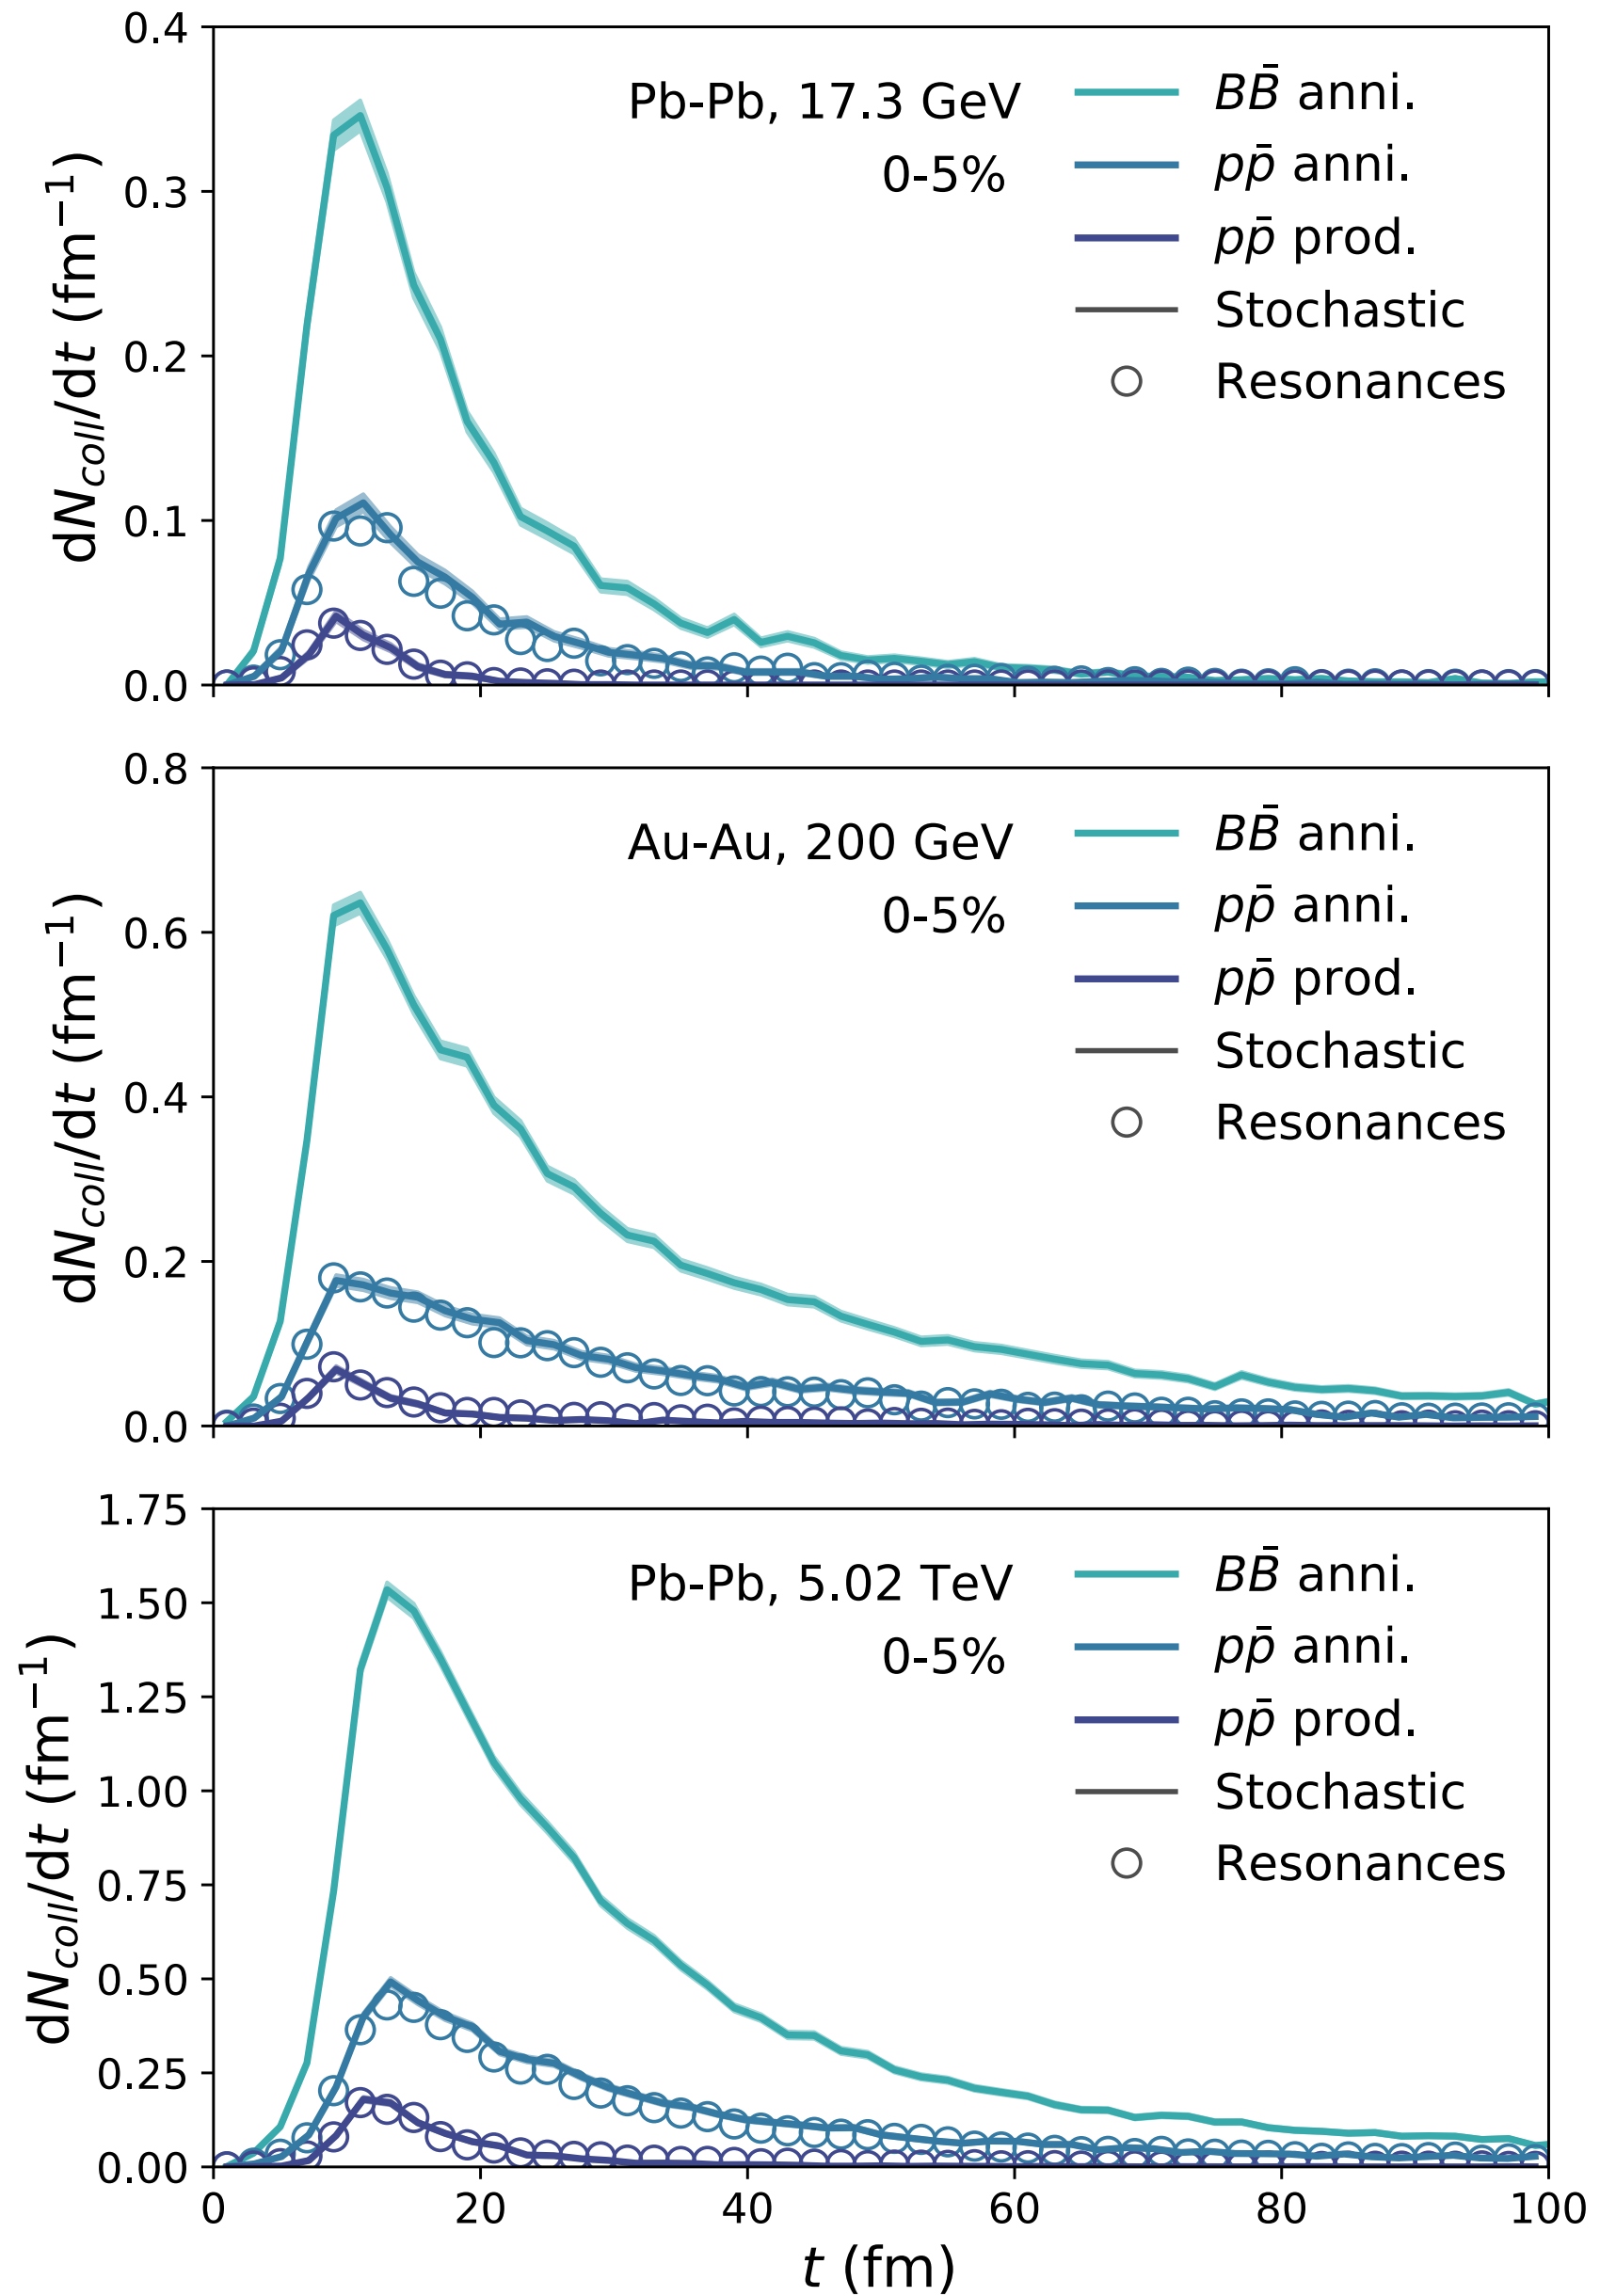 0.4
0.3
0.2
0.1
0.0
dN_coll/dt (fm⁻¹)
Pb-Pb, 17.3 GeV
0-5%
BB̄ anni.
pp̄ anni.
pp̄ prod.
Stochastic
Resonances
0.8
0.6
0.4
0.2
0.0
dN_coll/dt (fm⁻¹)
Au-Au, 200 GeV
0-5%
BB̄ anni.
pp̄ anni.
pp̄ prod.
Stochastic
Resonances
1.75
1.50
1.25
1.00
0.75
0.50
0.25
0.00
dN_coll/dt (fm⁻¹)
Pb-Pb, 5.02 TeV
0-5%
BB̄ anni.
pp̄ anni.
pp̄ prod.
Stochastic
Resonances
0 20 40 60 80 100
t (fm)